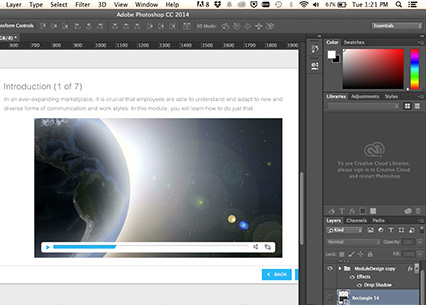 Layer Type Select Filter 3D View Window Help 8 67% Tue 1:21 PM
Adobe Photoshop CC 2014
ansform Controls 3D Mode: Essentials
GB/8) *
600 700 800 900 1000 1100 1200 1300 1400 1500 1600 1700 1800 1900 2000
Color Swatches
Introduction (1 of 7)
In an ever-expanding marketplace, it is crucial that employees are able to understand and adapt to new and
diverse forms of communication and work styles. In this module, you will learn how to do just that.
Libraries Adjustments Styles
To use Creative Cloud Libraries,
please sign in to Creative Cloud
and restart Photoshop
Layers Channels Paths
Kind
Normal Opacity:
Lock: Fill:
ModuleDesign copy fx
Effects
Drop Shadow
BACK
Rectangle 14